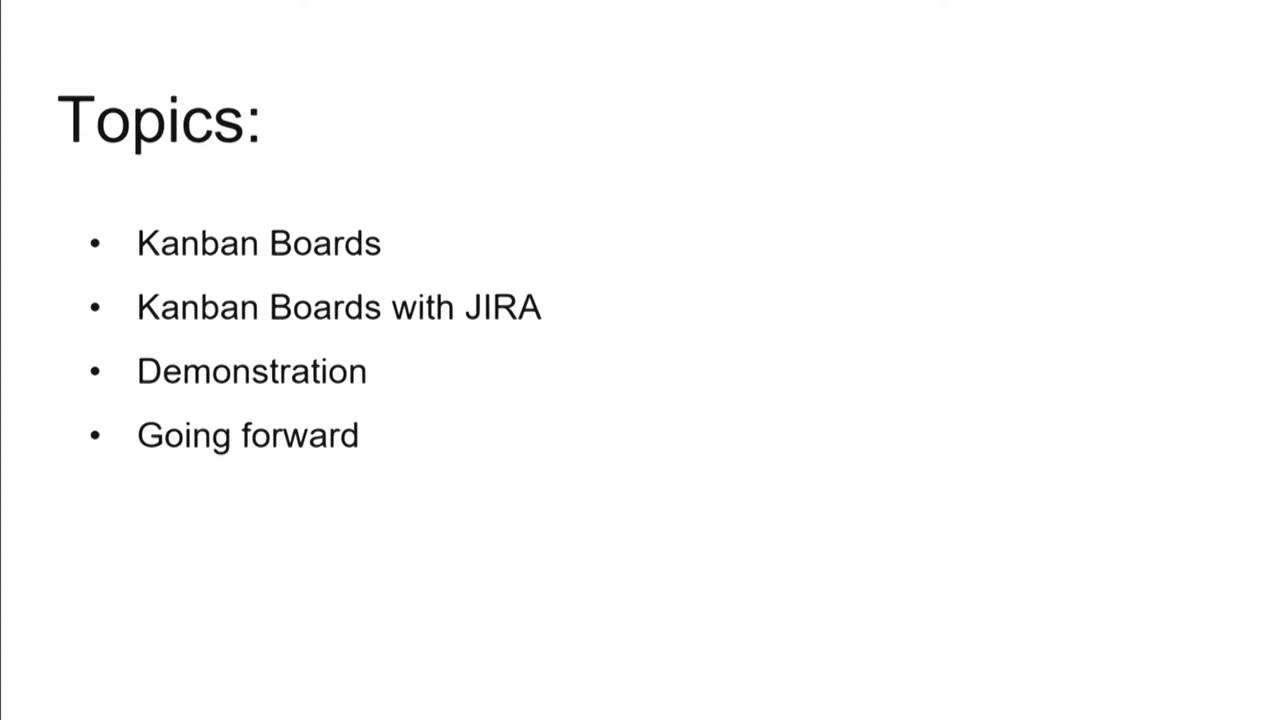 Topics:
• Kanban Boards
• Kanban Boards with JIRA
• Demonstration
• Going forward